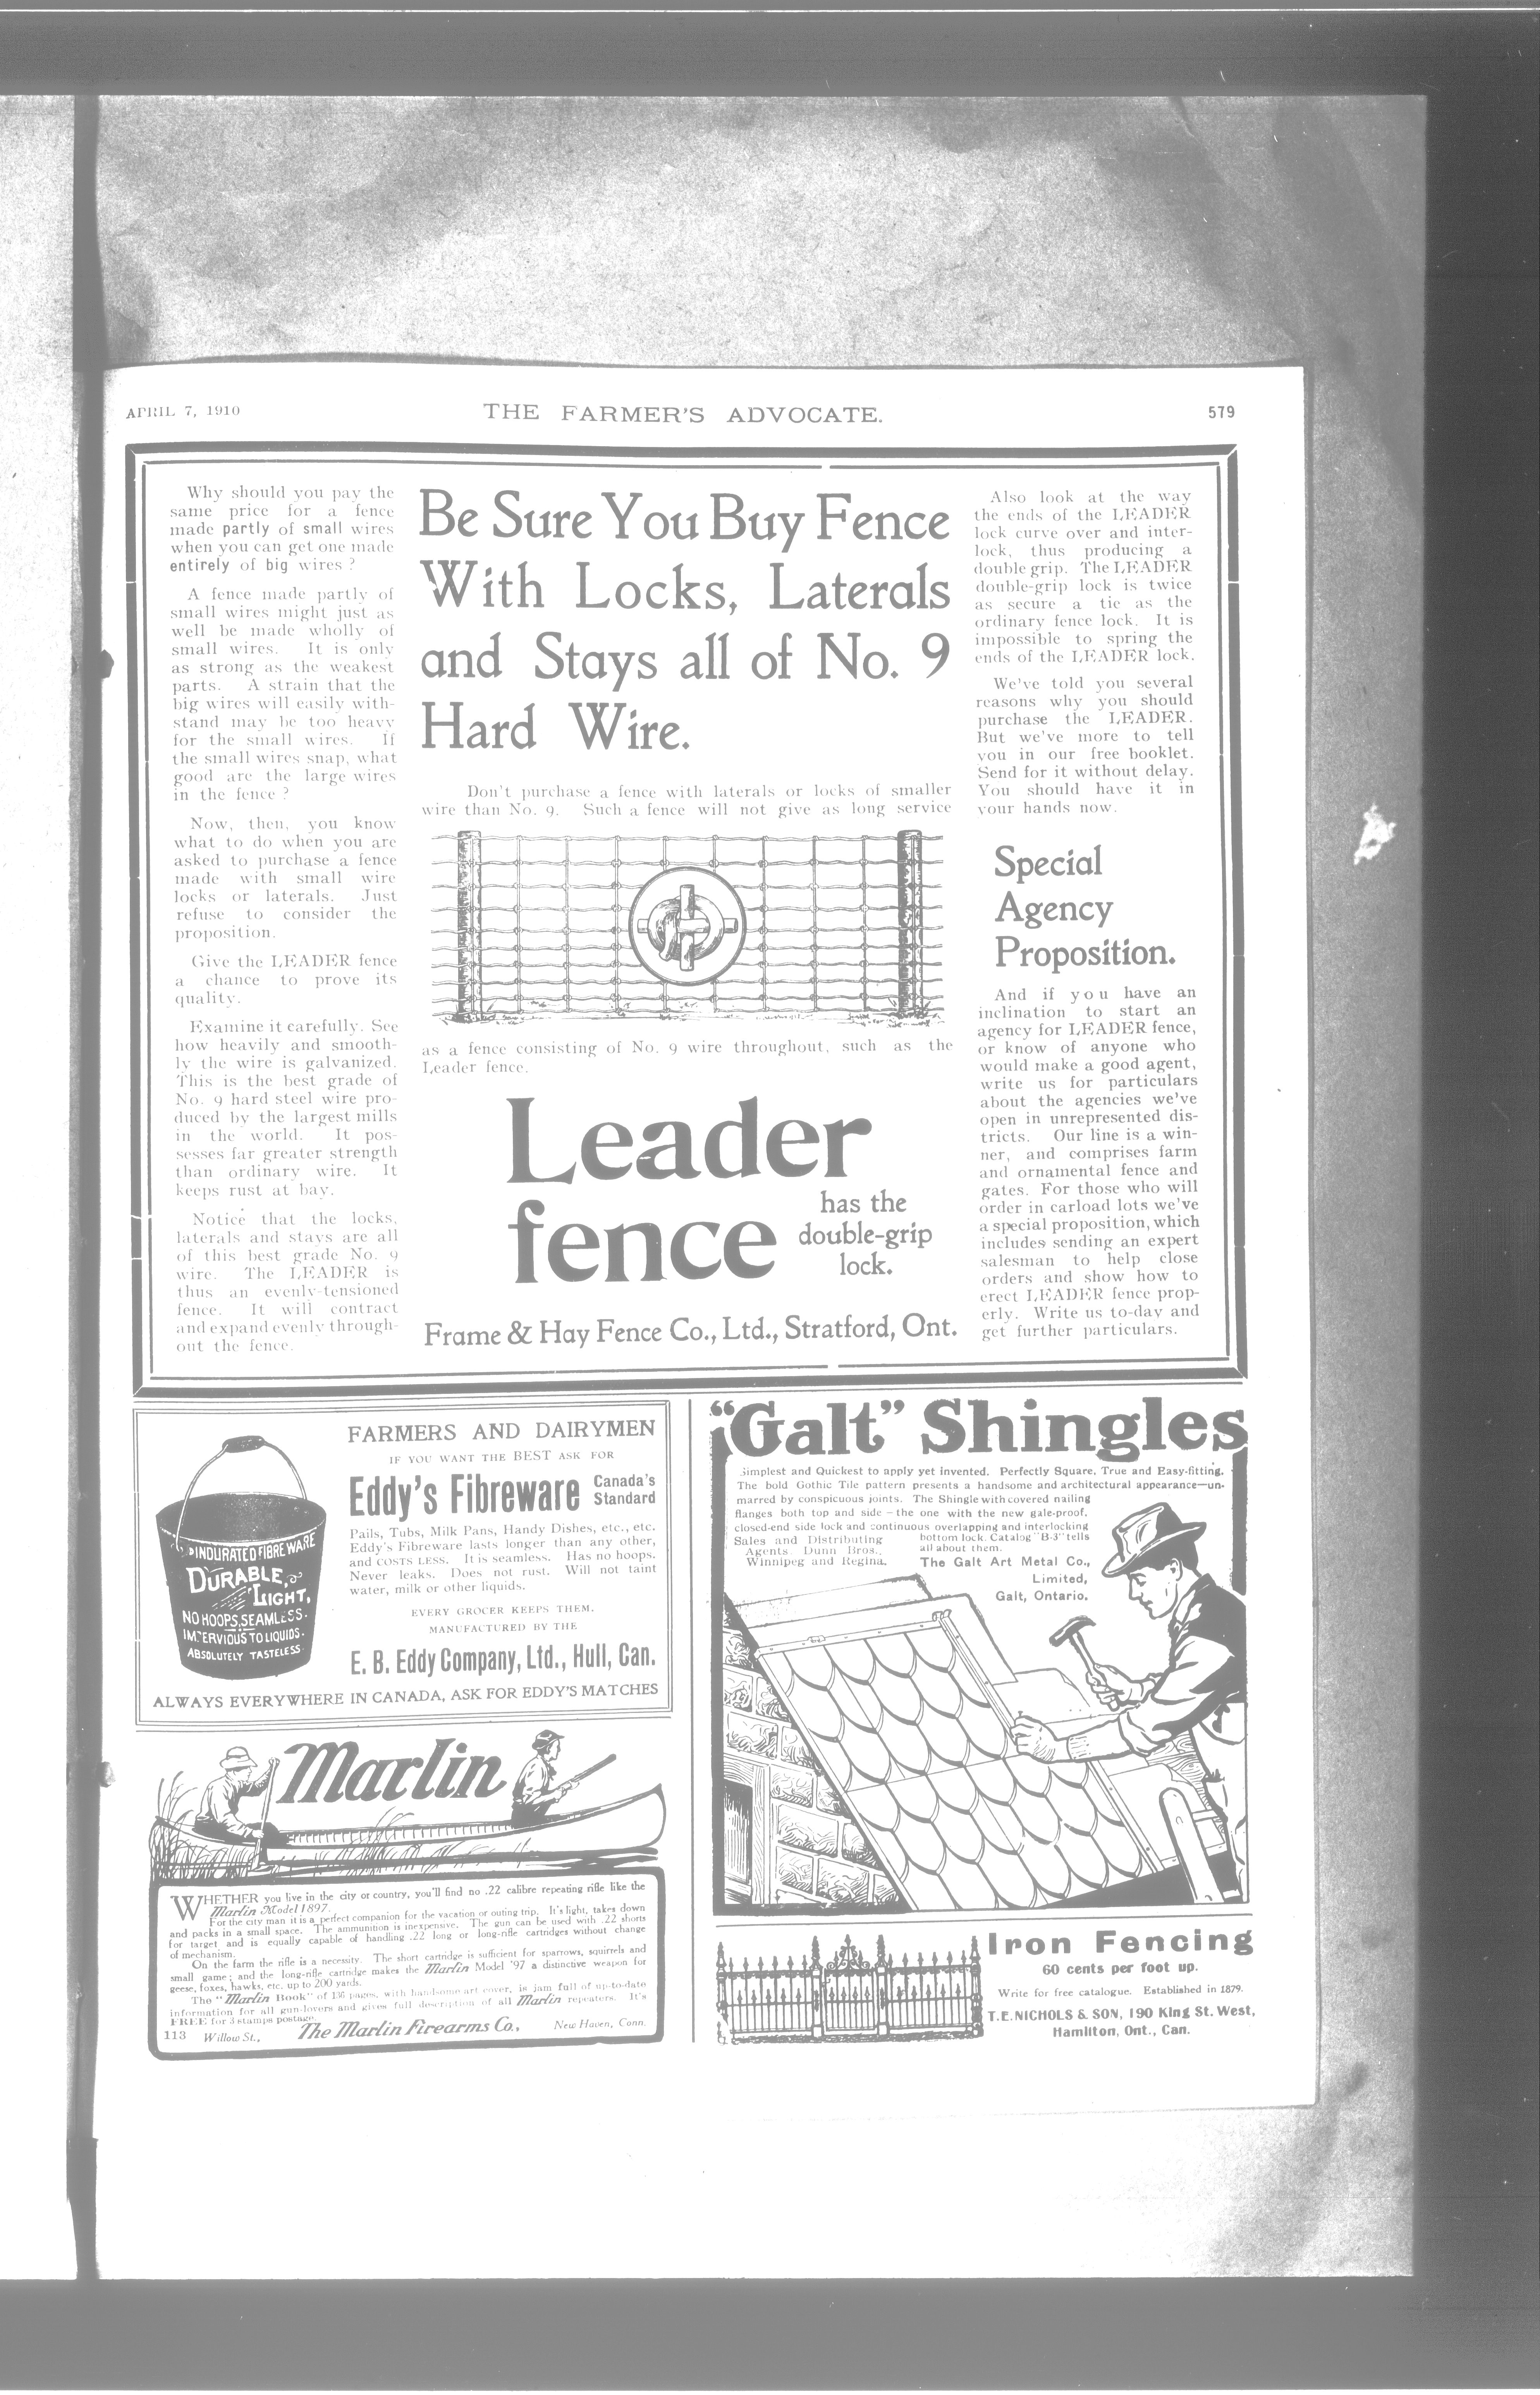 APRIL 7, 1910
THE FARMER'S ADVOCATE.
579
Why should you pay the
same price for a fence
made partly of small wires
when you can get one made
entirely of big wires ?
A fence made partly of
small wires might just as
well be made wholly of
small wires. It is only
as strong as the weakest
parts. A strain that the
big wires will easily with-
stand may be too heavy
for the small wires. If
the small wires snap, what
good are the large wires
in the fence ?
Now, then, you know
what to do when you are
asked to purchase a fence
made with small wire
locks or laterals. Just
refuse to consider the
proposition.
Give the LEADER fence
a chance to prove its
quality.
Examine it carefully. See
how heavily and smooth-
ly the wire is galvanized.
This is the best grade of
No. 9 hard steel wire pro-
duced by the largest mills
in the world. It pos-
sesses far greater strength
than ordinary wire. It
keeps rust at bay.
Notice that the locks,
laterals and stays are all
of this best grade No. 9
wire. The LEADER is
thus an evenly-tensioned
fence. It will contract
and expand evenly through-
out the fence.
Be Sure You Buy Fence
With Locks, Laterals
and Stays all of No. 9
Hard Wire.
Don't purchase a fence with laterals or locks of smaller
wire than No. 9. Such a fence will not give as long service
as a fence consisting of No. 9 wire throughout, such as the
Leader fence.
Leader
fence
has the
double-grip
lock.
Frame & Hay Fence Co., Ltd., Stratford, Ont.
Also look at the way
the ends of the LEADER
lock curve over and inter-
lock, thus producing a
double grip. The LEADER
double-grip lock is twice
as secure a tie as the
ordinary fence lock. It is
impossible to spring the
ends of the LEADER lock.
We've told you several
reasons why you should
purchase the LEADER.
But we've more to tell
you in our free booklet.
Send for it without delay.
You should have it in
your hands now.
Special
Agency
Proposition.
And if you have an
inclination to start an
agency for LEADER fence,
or know of anyone who
would make a good agent,
write us for particulars
about the agencies we've
open in unrepresented dis-
tricts. Our line is a win-
ner, and comprises farm
and ornamental fence and
gates. For those who will
order in carload lots we've
a special proposition, which
includes sending an expert
salesman to help close
orders and show how to
erect LEADER fence prop-
erly. Write us to-day and
get further particulars.
INDURATED FIBRE WARE
DURABLE,
LIGHT,
NO HOOPS, SEAMLESS.
IMPERVIOUS TO LIQUIDS.
ABSOLUTELY TASTELESS
FARMERS AND DAIRYMEN
IF YOU WANT THE BEST ASK FOR
Eddy's Fibreware
Canada's
Standard
Pails, Tubs, Milk Pans, Handy Dishes, etc., etc.
Eddy's Fibreware lasts longer than any other,
and COSTS LESS. It is seamless. Has no hoops.
Never leaks. Does not rust. Will not taint
water, milk or other liquids.
EVERY GROCER KEEPS THEM.
MANUFACTURED BY THE
E. B. Eddy Company, Ltd., Hull, Can.
ALWAYS EVERYWHERE IN CANADA, ASK FOR EDDY'S MATCHES
Marlin
WHETHER you live in the city or country, you'll find no .22 calibre repeating rifle like the
Marlin Model 1897.
For the city man it is a perfect companion for the vacation or outing trip. It's light, takes down
and packs in a small space. The ammunition is inexpensive. The gun can be used with .22 shorts
for target and is equally capable of handling .22 long or long-rifle cartridges without change
of mechanism.
On the farm the rifle is a necessity. The short cartridge is sufficient for sparrows, squirrels and
small game; and the long-rifle cartridge makes the Marlin Model '97 a distinctive weapon for
geese, foxes, hawks, etc. up to 200 yards.
The "Marlin Book" of 136 pages, with handsome art cover, is jam full of up-to-date
information for all gun-lovers and gives full description of all Marlin repeaters. It's
FREE for 3 stamps postage.
113 Willow St., The Marlin Firearms Co., New Haven, Conn.
"Galt" Shingles
Simplest and Quickest to apply yet invented. Perfectly Square, True and Easy-fitting.
The bold Gothic Tile pattern presents a handsome and architectural appearance—un-
marred by conspicuous joints. The Shingle with covered nailing
flanges both top and side – the one with the new gale-proof,
closed-end side lock and continuous overlapping and interlocking
bottom lock. Catalog "B-3" tells
all about them.
Sales and Distributing
Agents, Dunn Bros.,
Winnipeg and Regina.
The Galt Art Metal Co.,
Limited,
Galt, Ontario.
Iron Fencing
60 cents per foot up.
Write for free catalogue. Established in 1879.
T. E. NICHOLS & SON, 190 King St. West,
Hamilton, Ont., Can.